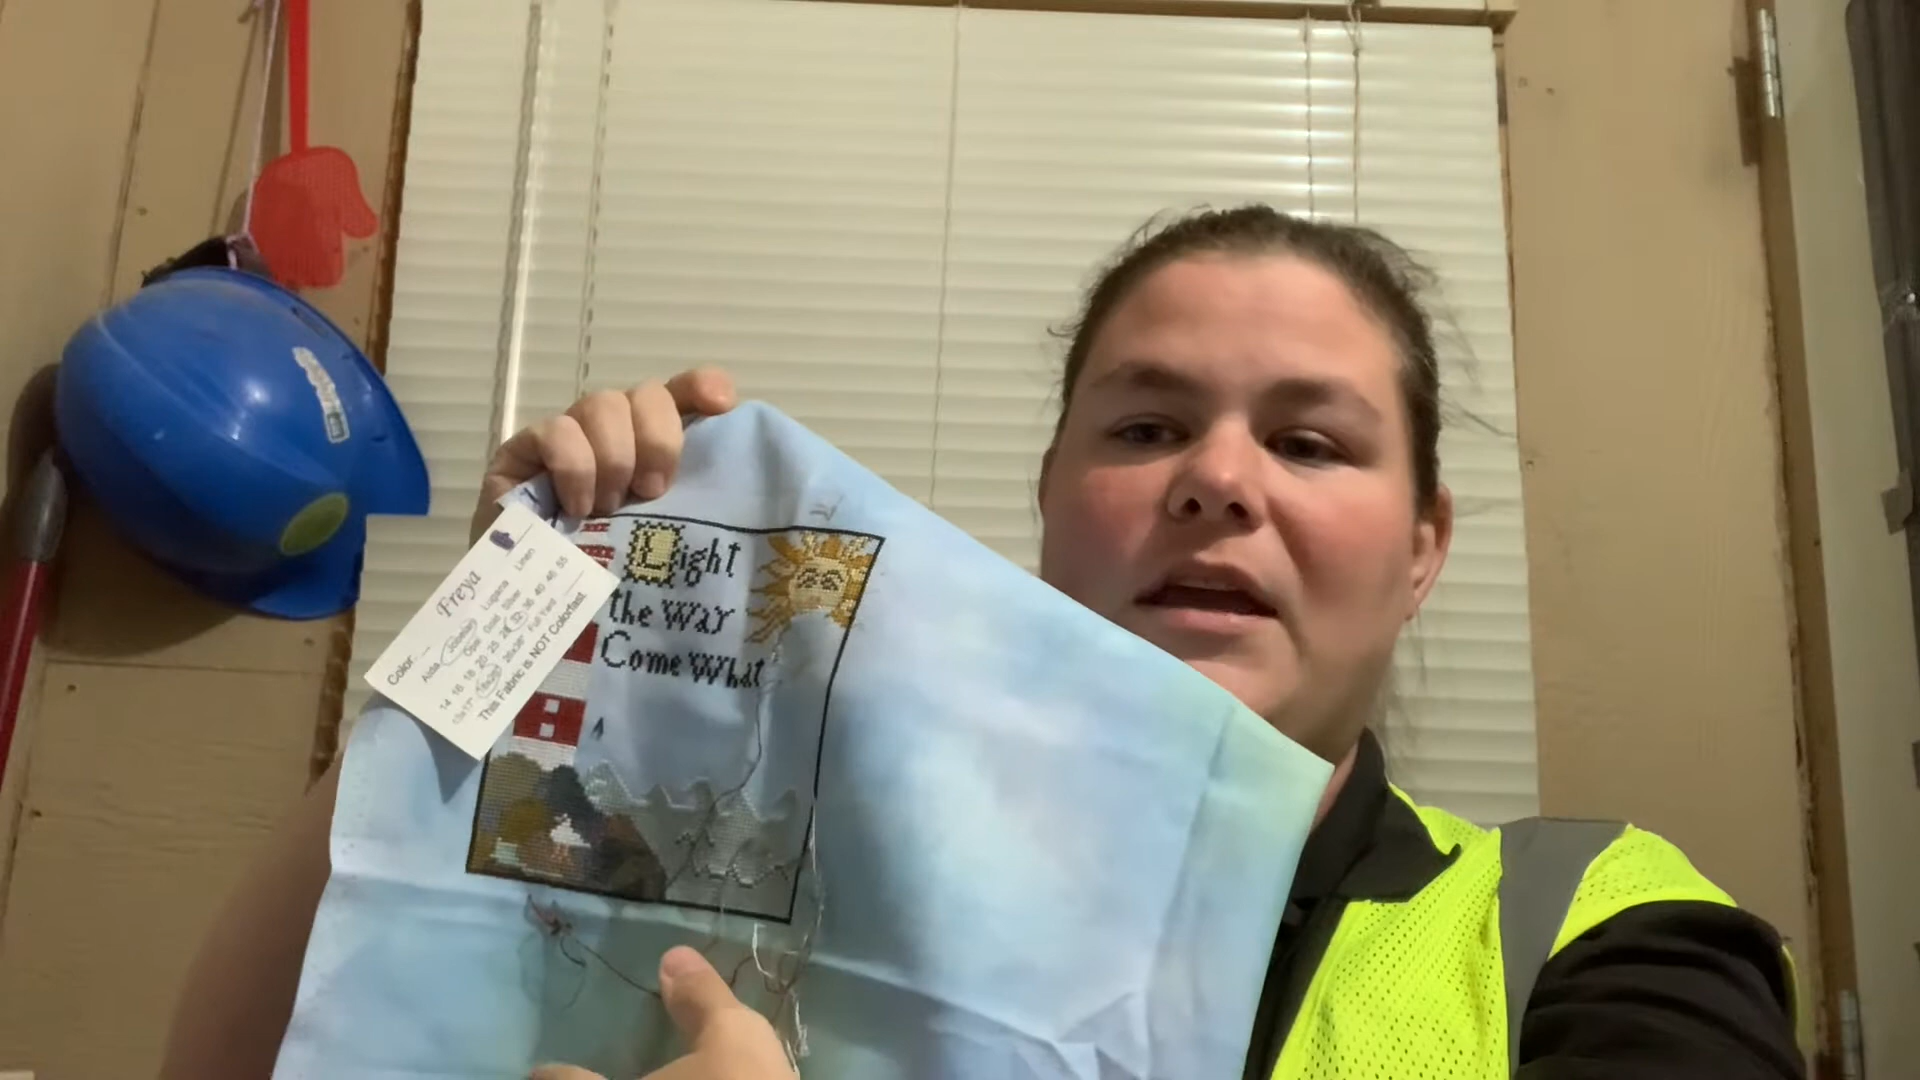 Freya
Color:
Aida Jobelan Lugana Linen
Opal Gold Silver
14 16 18 20 25 28 32 36 40 46 55
13x17" 18x26" 26x36" Full Yard
This Fabric is NOT Colorfast
Light
the Way
Come What